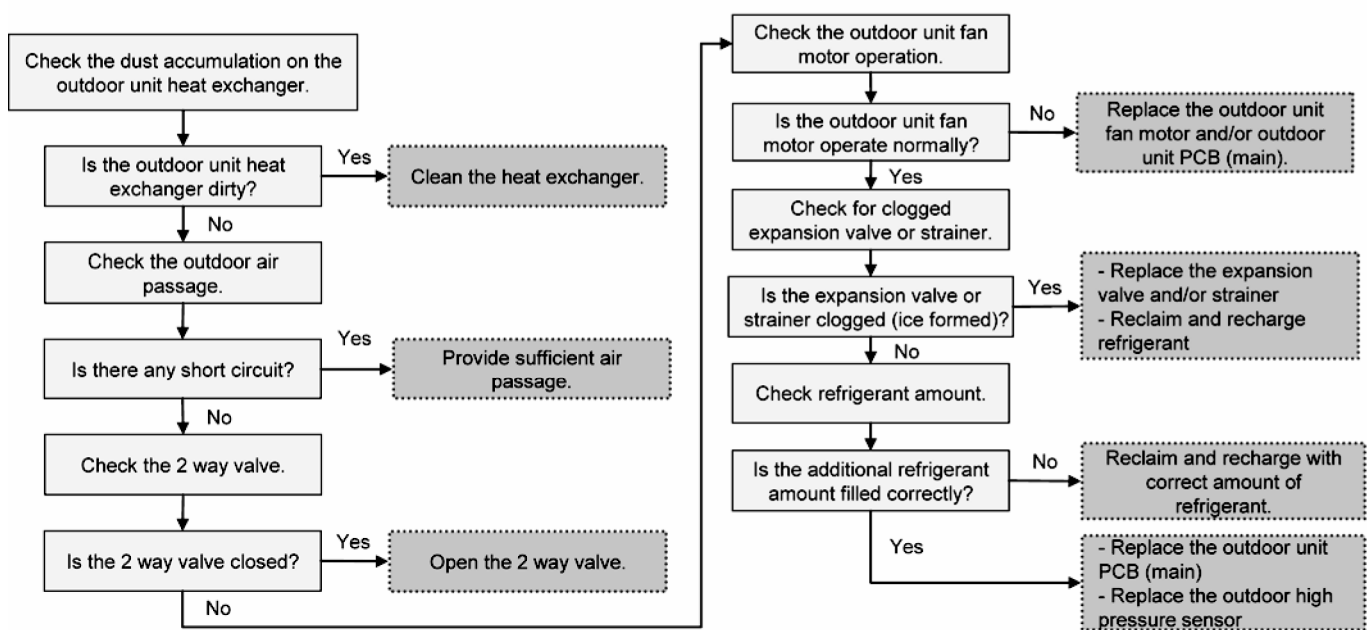 Check the dust accumulation on the
outdoor unit heat exchanger.
Is the outdoor unit heat
exchanger dirty?
Yes
Clean the heat exchanger.
No
Check the outdoor air
passage.
Is there any short circuit?
Yes
Provide sufficient air
passage.
No
Check the 2 way valve.
Is the 2 way valve closed?
Yes
Open the 2 way valve.
No
Check the outdoor unit fan
motor operation.
Is the outdoor unit fan
motor operate normally?
No
Replace the outdoor unit
fan motor and/or outdoor
unit PCB (main).
Yes
Check for clogged
expansion valve or strainer.
Is the expansion valve or
strainer clogged (ice formed)?
Yes
- Replace the expansion
valve and/or strainer
- Reclaim and recharge
refrigerant
No
Check refrigerant amount.
Is the additional refrigerant
amount filled correctly?
No
Reclaim and recharge with
correct amount of
refrigerant.
Yes
- Replace the outdoor unit
PCB (main)
- Replace the outdoor high
pressure sensor